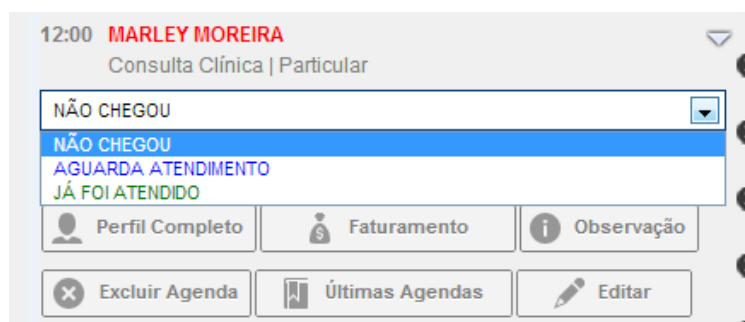 12:00 MARLEY MOREIRA
Consulta Clínica | Particular
NÃO CHEGOU
NÃO CHEGOU
AGUARDA ATENDIMENTO
JÁ FOI ATENDIDO
Perfil Completo Faturamento Observação
Excluir Agenda Últimas Agendas Editar